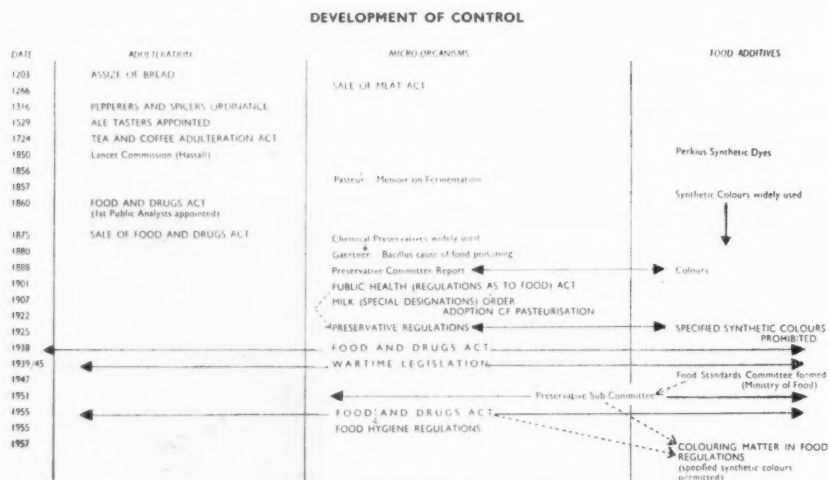 DEVELOPMENT OF CONTROL
DATE ADULTERATION MICRO-ORGANISMS FOOD ADDITIVES
1203 ASSIZE OF BREAD
1266 SALE OF MEAT ACT
1316 PEPPERERS AND SPICERS ORDINANCE
1529 ALE TASTERS APPOINTED
1724 TEA AND COFFEE ADULTERATION ACT
1850 Lancet Commission (Hassall) Perkins Synthetic Dyes
1856
1857 Pasteur Memoir on Fermentation
1860 FOOD AND DRUGS ACT Synthetic Colours widely used
(1st Public Analysts appointed)
1875 SALE OF FOOD AND DRUGS ACT Chemical Preservatives widely used
1880 Gaertner Bacillus cause of food poisoning
1888 Preservative Committee Report Colours
1901 PUBLIC HEALTH (REGULATIONS AS TO FOOD) ACT
1907 MILK (SPECIAL DESIGNATIONS) ORDER
1922 ADOPTION OF PASTEURISATION
1925 PRESERVATIVE REGULATIONS SPECIFIED SYNTHETIC COLOURS
PROHIBITED
1938 FOOD AND DRUGS ACT
1939/45 WARTIME LEGISLATION
1947 Food Standards Committee formed
(Ministry of Food)
1951 Preservative Sub Committee
1955 FOOD AND DRUGS ACT
1955 FOOD HYGIENE REGULATIONS
1957 COLOURING MATTER IN FOOD
REGULATIONS
(specified synthetic colours
permitted)